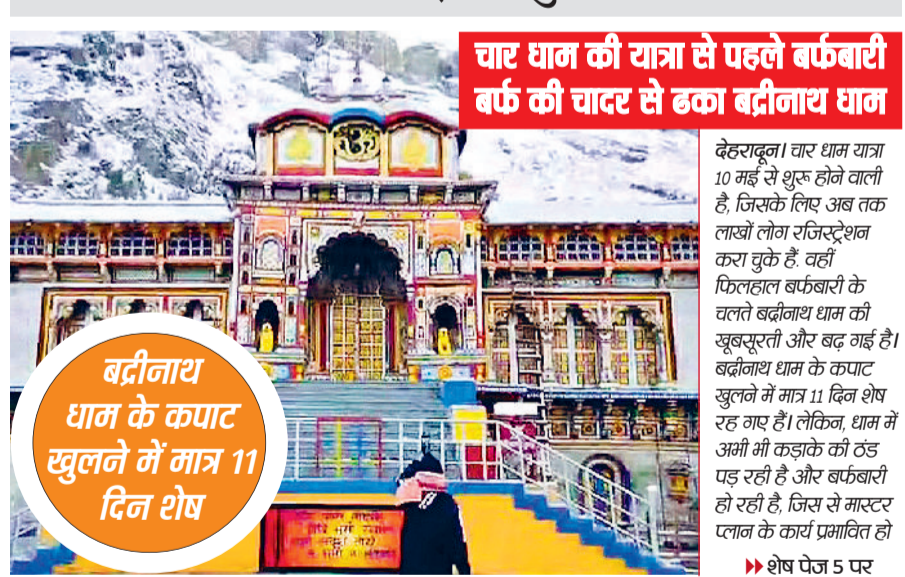 चार धाम की यात्रा से पहले बर्फबारी
बर्फ की चादर से ढका बद्रीनाथ धाम
देहरादून। चार धाम यात्रा
10 मई से शुरू होने वाली
है, जिसके लिए अब तक
लाखों लोग रजिस्ट्रेशन
करा चुके हैं. वहीं
फिलहाल बर्फबारी के
चलते बद्रीनाथ धाम की
खूबसूरती और बढ़ गई है।
बद्रीनाथ धाम के कपाट
खुलने में मात्र 11 दिन शेष
रह गए हैं। लेकिन, धाम में
अभी भी कड़ाके की ठंड
पड़ रही है और बर्फबारी
हो रही है, जिस से मास्टर
प्लान के कार्य प्रभावित हो
शेष पेज 5 पर
बद्रीनाथ
धाम के कपाट
खुलने में मात्र 11
दिन शेष